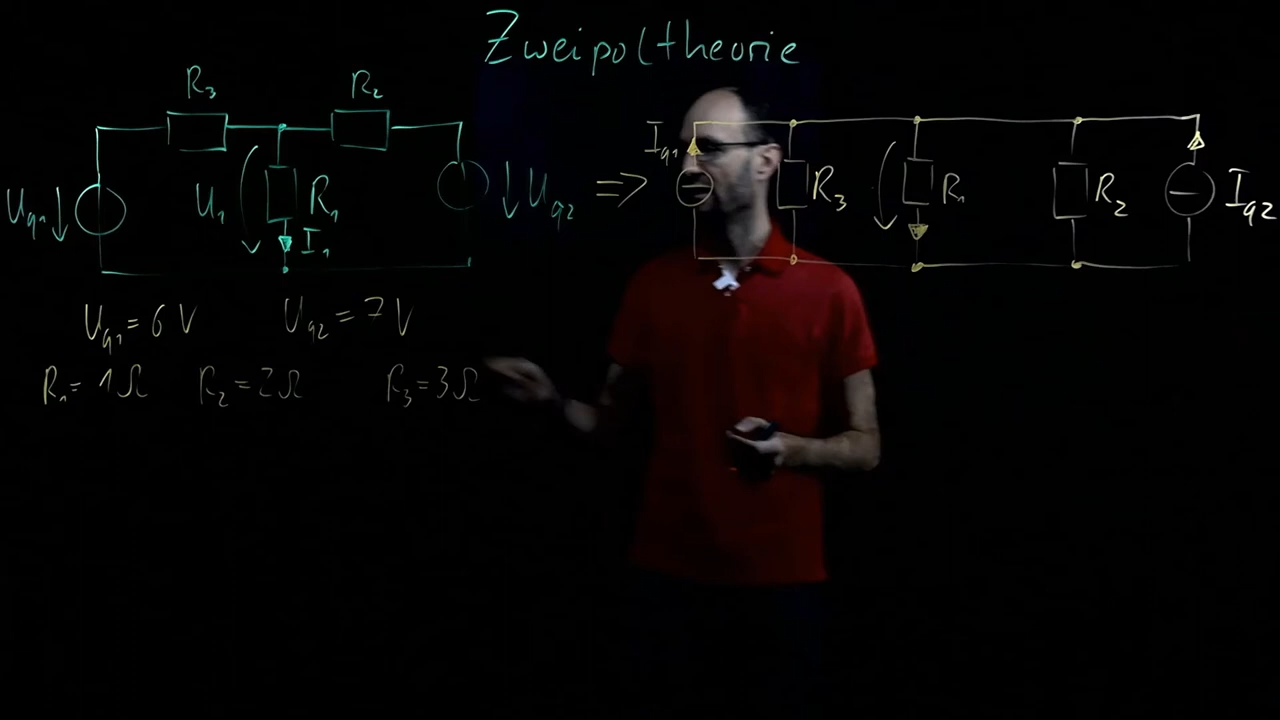 Zweipoltheorie
R3 R2
Uq1 U1 R1 I1 Uq2 ⇒ Iq1 R3 R1 R2 Iq2
Uq1 = 6 V Uq2 = 7 V
R1 = 1 Ω R2 = 2 Ω R3 = 3 Ω